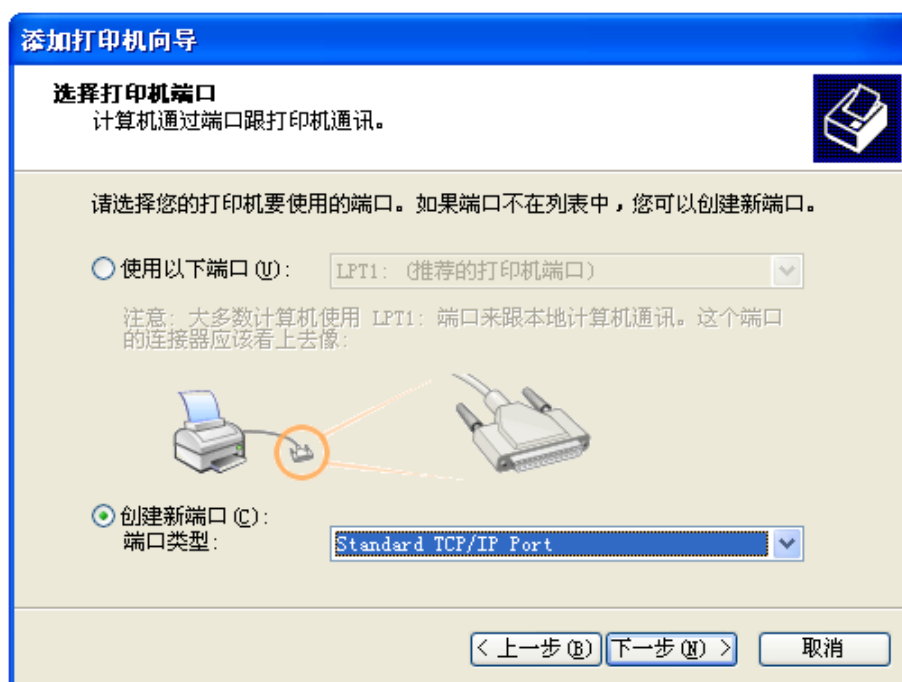 添加打印机向导
选择打印机端口
计算机通过端口跟打印机通讯。
请选择您的打印机要使用的端口。如果端口不在列表中，您可以创建新端口。
使用以下端口(U)： LPT1: (推荐的打印机端口)
注意: 大多数计算机使用 LPT1: 端口来跟本地计算机通讯。这个端口
的连接器应该看上去像:
创建新端口(C):
端口类型: Standard TCP/IP Port
< 上一步(B) 下一步(N) > 取消